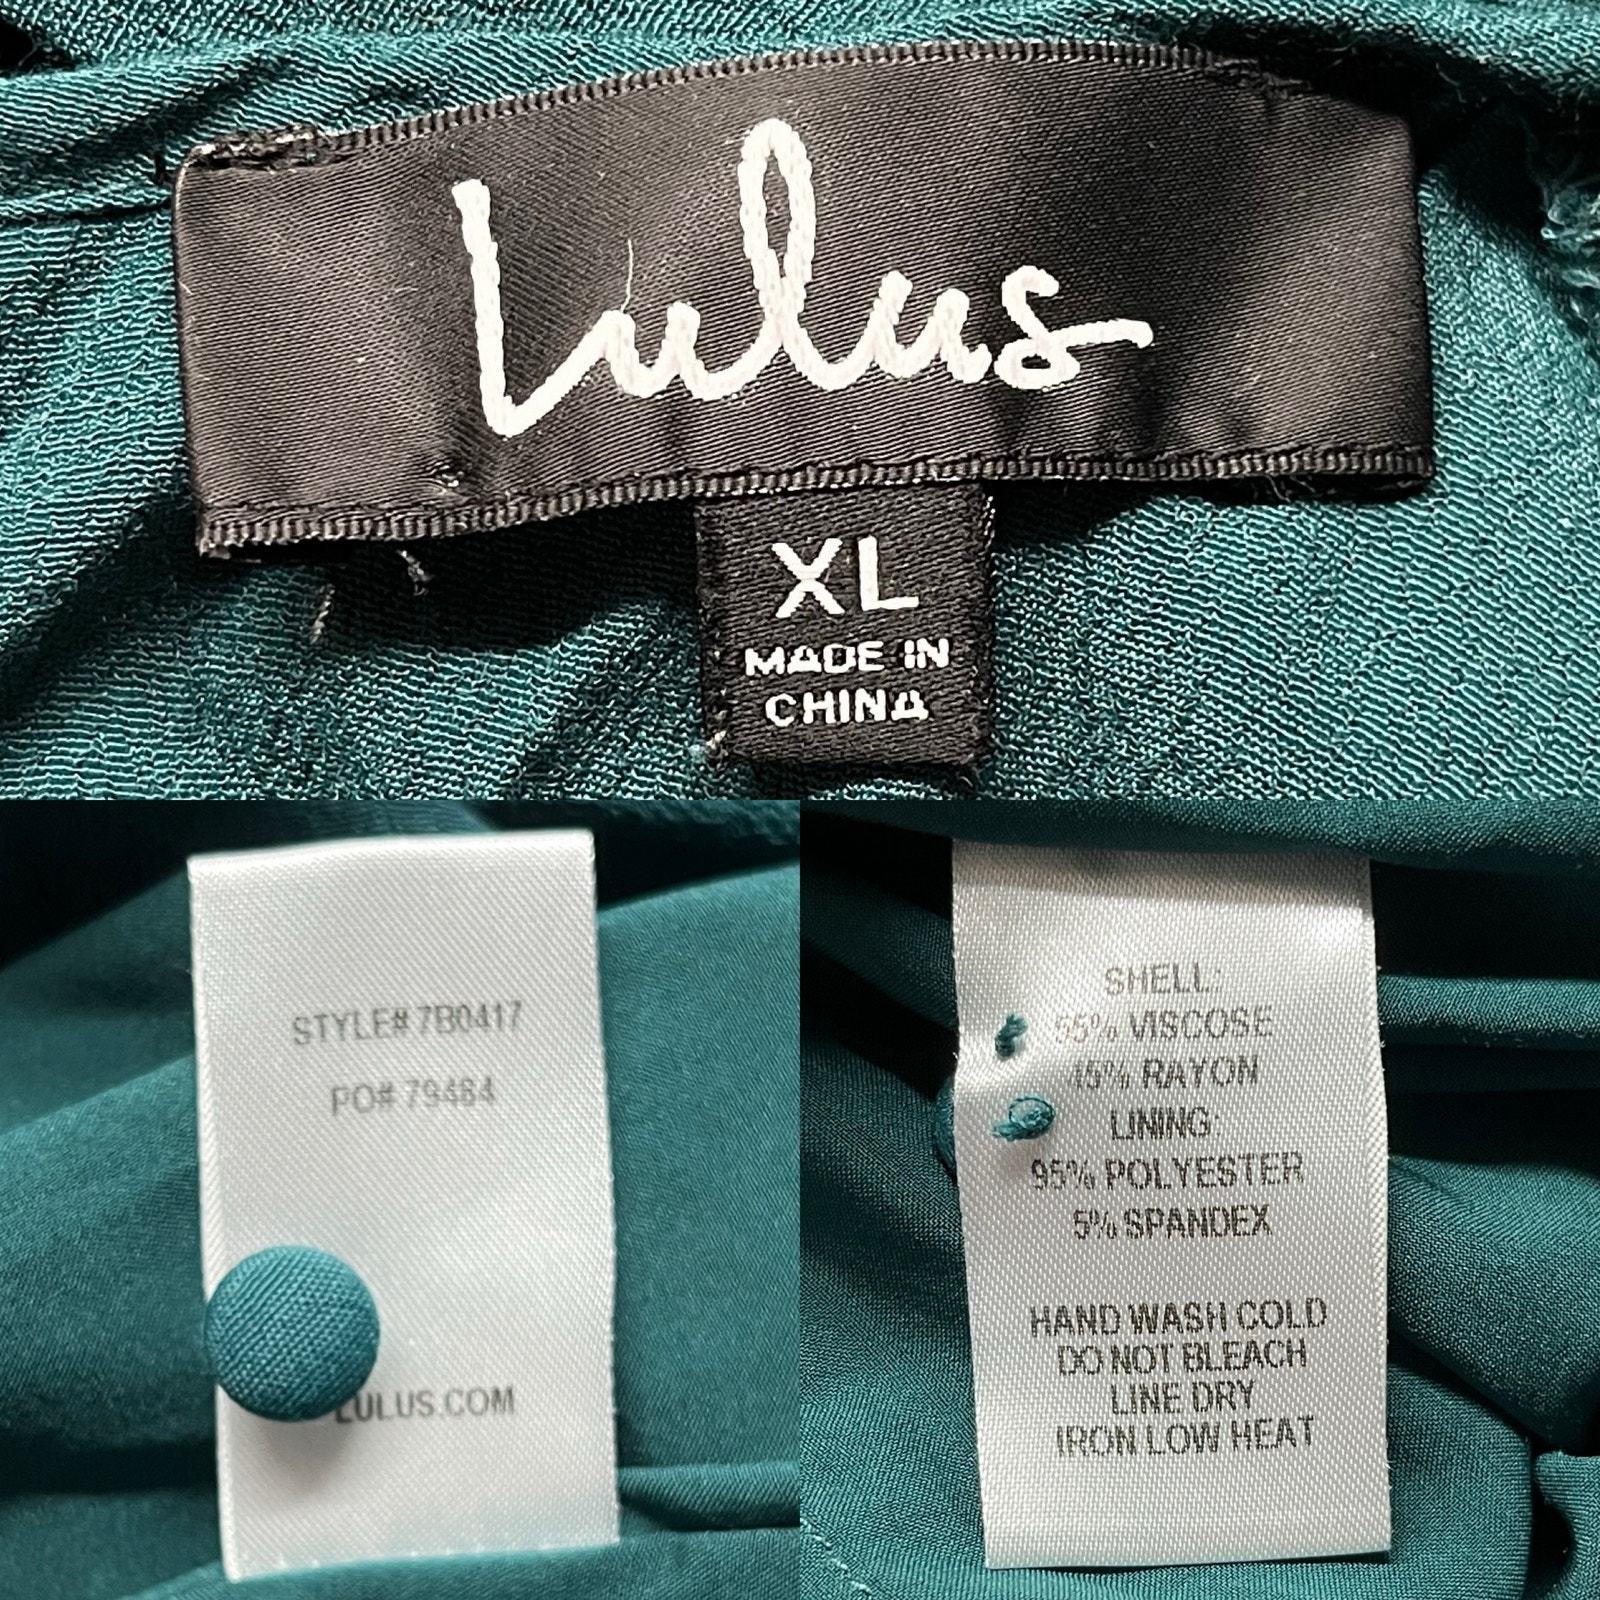 Lulus
XL
MADE IN
CHINA
STYLE# 7B0417
PO# 79484
LULUS.COM
SHELL:
55% VISCOSE
45% RAYON
LINING:
95% POLYESTER
5% SPANDEX
HAND WASH COLD
DO NOT BLEACH
LINE DRY
IRON LOW HEAT